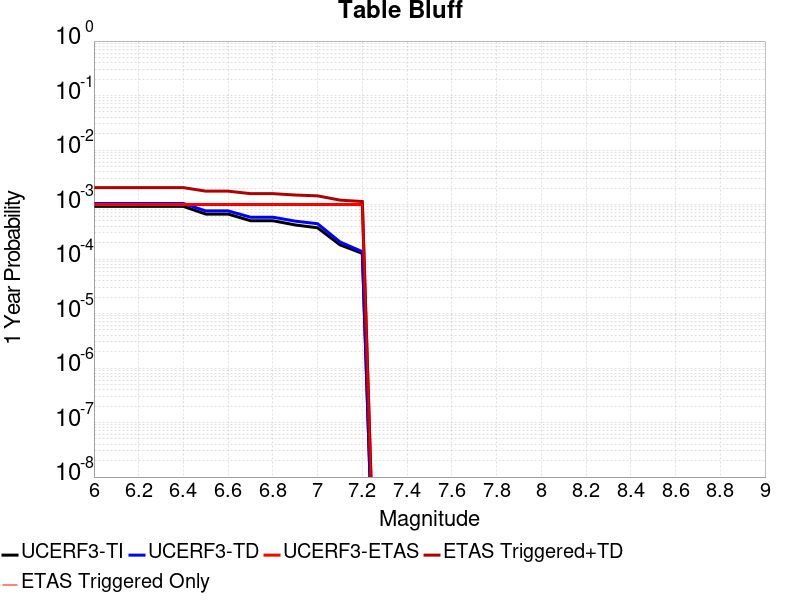 Table Bluff
1 Year Probability
10^0
10^-1
10^-2
10^-3
10^-4
10^-5
10^-6
10^-7
10^-8
6 6.2 6.4 6.6 6.8 7 7.2 7.4 7.6 7.8 8 8.2 8.4 8.6 8.8 9
Magnitude
UCERF3-TI UCERF3-TD UCERF3-ETAS ETAS Triggered+TD
ETAS Triggered Only